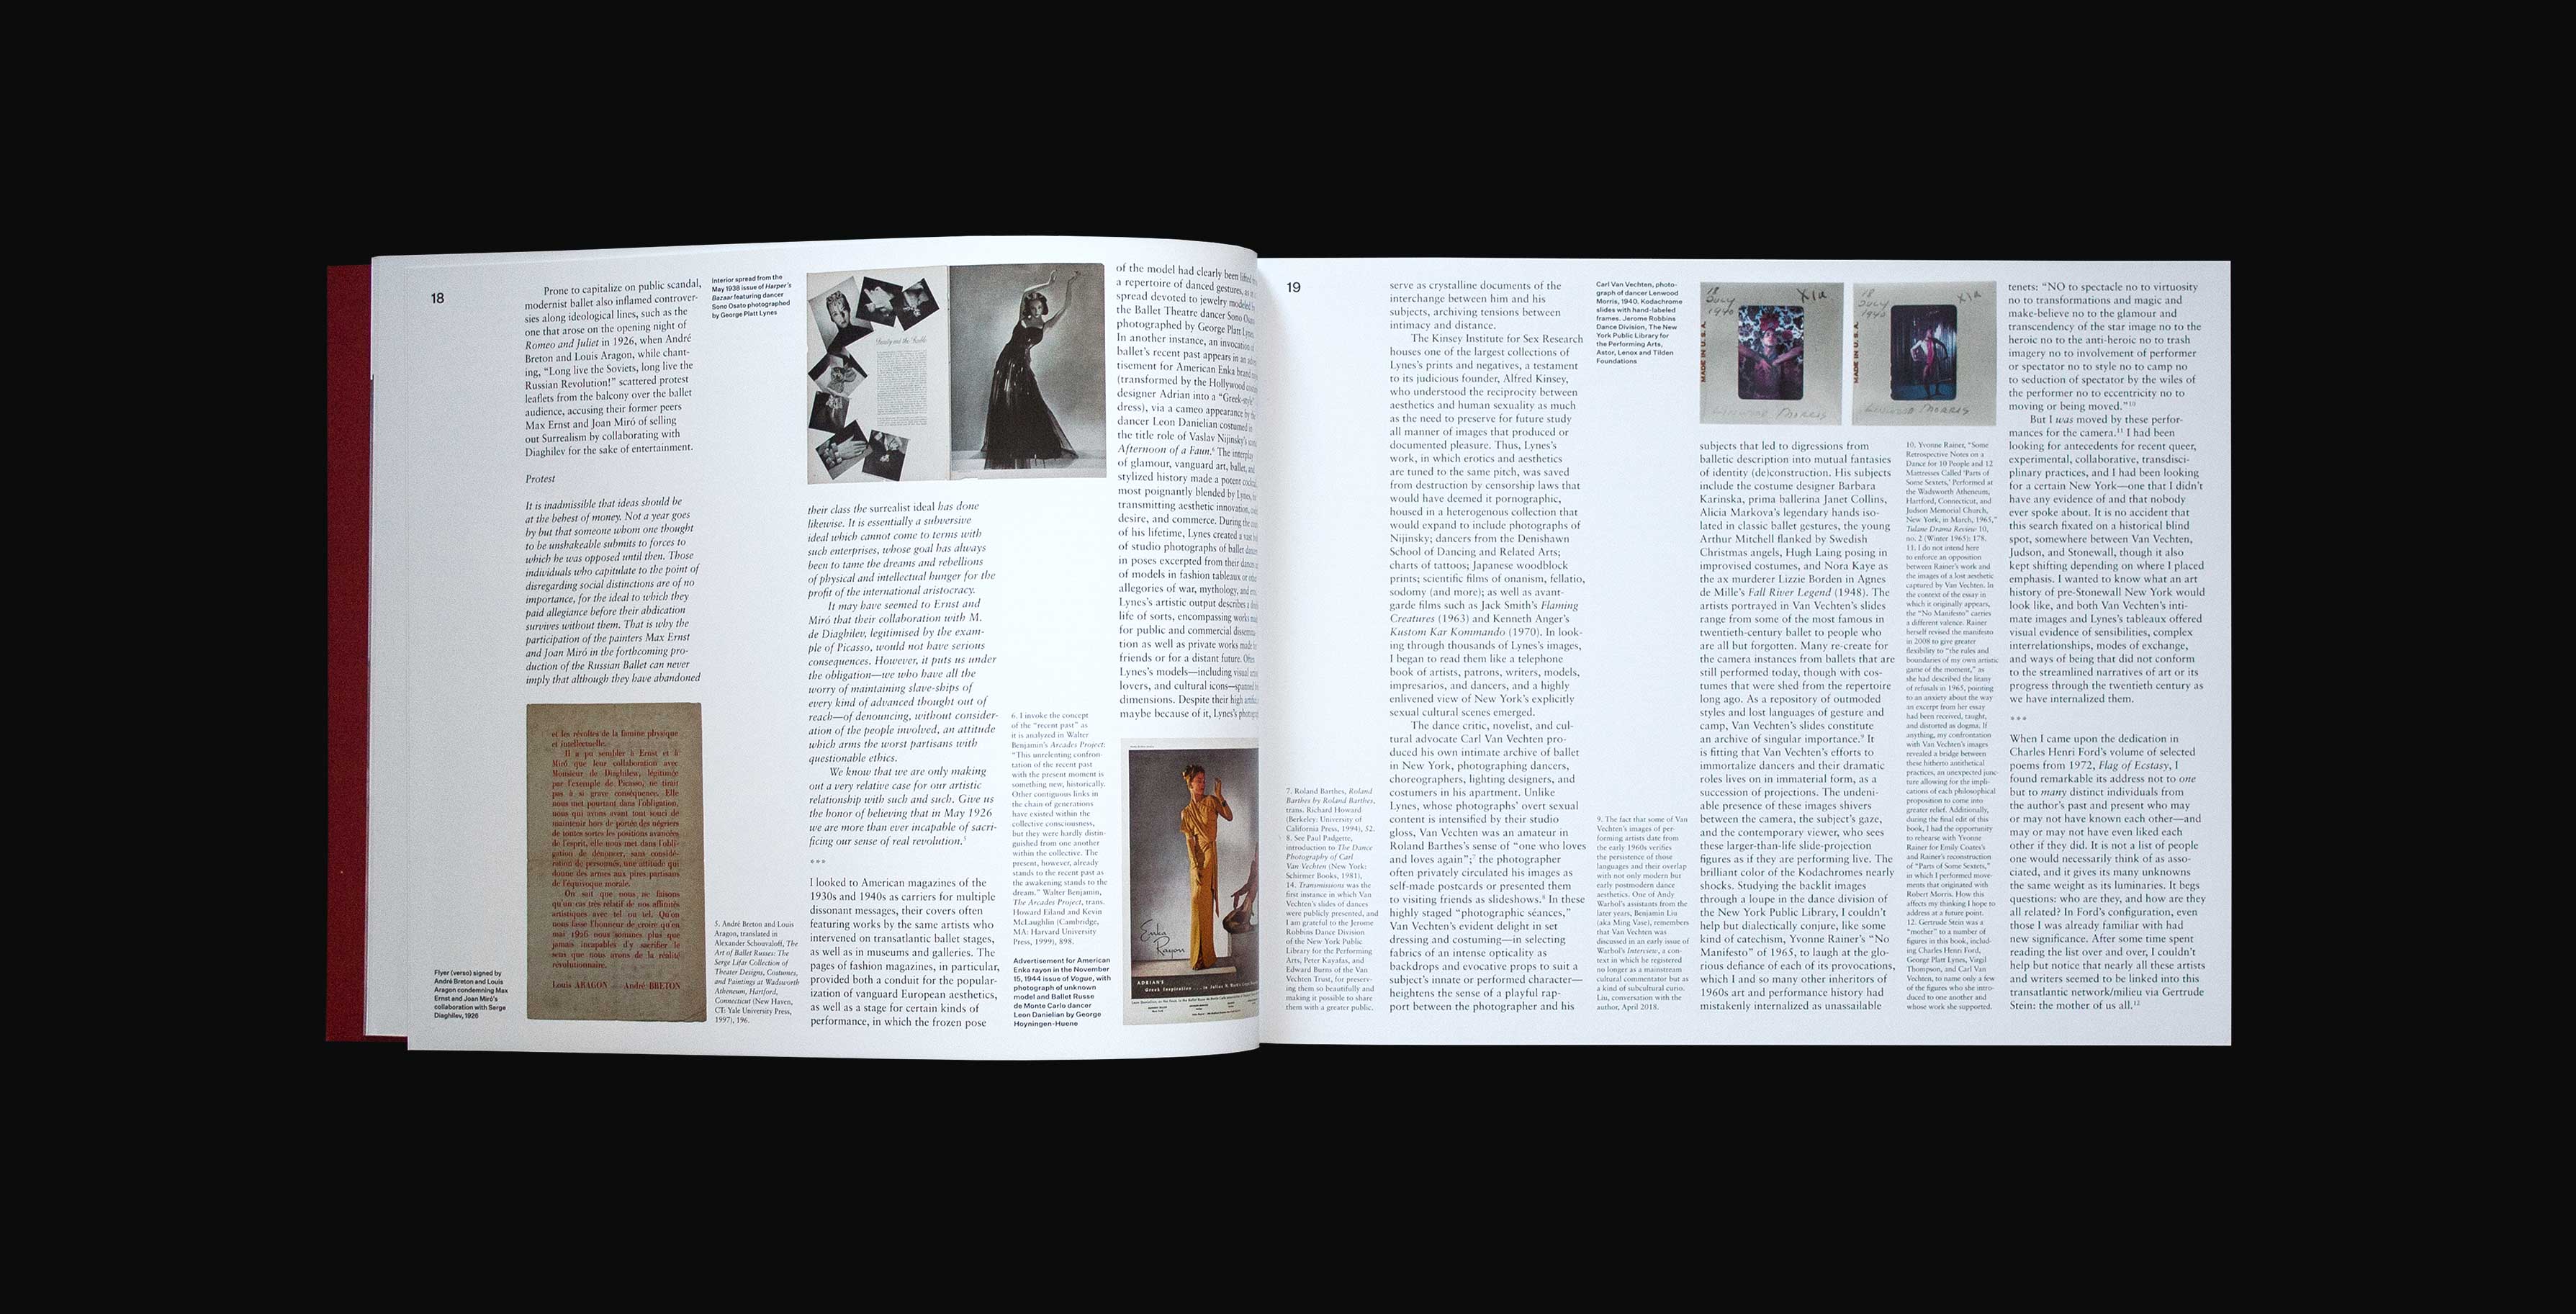 18
Prone to capitalize on public scandal,
modernist ballet also inflamed controver-
sies along ideological lines, such as the
one that arose on the opening night of
Romeo and Juliet in 1926, when André
Breton and Louis Aragon, while chant-
ing, “Long live the Soviets, long live the
Russian Revolution!” scattered protest
leaflets from the balcony over the ballet
audience, accusing their former peers
Max Ernst and Joan Miró of selling
out Surrealism by collaborating with
Diaghilev for the sake of entertainment.
Protest
It is inadmissible that ideas should be
at the behest of money. Not a year goes
by but that someone whom one thought
to be unshakeable submits to forces to
which he was opposed until then. Those
individuals who capitulate to the point of
disregarding social distinctions are of no
importance, for the ideal to which they
paid allegiance before their abdication
survives without them. That is why the
participation of the painters Max Ernst
and Joan Miró in the forthcoming pro-
duction of the Russian Ballet can never
imply that although they have abandoned
Flyer (verso) signed by
André Breton and Louis
Aragon condemning Max
Ernst and Joan Miró’s
collaboration with Serge
Diaghilev, 1926
et les révoltes de la famine physique
et intellectuelle.
Il a pu sembler à Ernst et à
Miró que leur collaboration avec
Monsieur de Diaghilew, légitimée
par l'exemple de Picasso, ne tirait
pas à si grave conséquence. Elle
nous met pourtant dans l'obligation,
nous qui avons avant tout souci de
maintenir hors de portée des négriers
de toutes sortes les positions avancées
de l'esprit, elle nous met dans l'obli-
gation de dénoncer, sans considé-
ration de personnes, une attitude qui
donne des armes aux pires partisans
de l'équivoque morale.
On sait que nous ne faisons
qu'un cas très relatif de nos affinités
artistiques avec tel ou tel. Qu'on
nous fasse l'honneur de croire qu'en
mai 1926 nous sommes plus que
jamais incapables d'y sacrifier le
sens que nous avons de la réalité
révolutionnaire.
Louis ARAGON — André BRETON
Interior spread from the
May 1938 issue of Harper’s
Bazaar featuring dancer
Sono Osato photographed
by George Platt Lynes
5. André Breton and Louis
Aragon, translated in
Alexander Schouvaloff, The
Art of Ballet Russes: The
Serge Lifar Collection of
Theater Designs, Costumes,
and Paintings at Wadsworth
Atheneum, Hartford,
Connecticut (New Haven,
CT: Yale University Press,
1997), 196.
their class the surrealist ideal has done
likewise. It is essentially a subversive
ideal which cannot come to terms with
such enterprises, whose goal has always
been to tame the dreams and rebellions
of physical and intellectual hunger for the
profit of the international aristocracy.
It may have seemed to Ernst and
Miró that their collaboration with M.
de Diaghilev, legitimised by the exam-
ple of Picasso, would not have serious
consequences. However, it puts us under
the obligation—we who have all the
worry of maintaining slave-ships of
every kind of advanced thought out of
reach—of denouncing, without consider-
ation of the people involved, an attitude
which arms the worst partisans with
questionable ethics.
We know that we are only making
out a very relative case for our artistic
relationship with such and such. Give us
the honor of believing that in May 1926
we are more than ever incapable of sacri-
ficing our sense of real revolution.5
***
I looked to American magazines of the
1930s and 1940s as carriers for multiple
dissonant messages, their covers often
featuring works by the same artists who
intervened on transatlantic ballet stages,
as well as in museums and galleries. The
pages of fashion magazines, in particular,
provided both a conduit for the popular-
ization of vanguard European aesthetics,
as well as a stage for certain kinds of
performance, in which the frozen pose
6. I invoke the concept
of the “recent past” as
it is analyzed in Walter
Benjamin’s Arcades Project:
“This unrelenting confron-
tation of the recent past
with the present moment is
something new, historically.
Other contiguous links in
the chain of generations
have existed within the
collective consciousness,
but they were hardly distin-
guished from one another
within the collective. The
present, however, already
stands to the recent past as
the awakening stands to the
dream.” Walter Benjamin,
The Arcades Project, trans.
Howard Eiland and Kevin
McLaughlin (Cambridge,
MA: Harvard University
Press, 1999), 898.
Advertisement for American
Enka rayon in the November
15, 1944 issue of Vogue, with
photograph of unknown
model and Ballet Russe
de Monte Carlo dancer
Leon Danielian by George
Hoyningen-Huene
of the model had clearly been lifted
a repertoire of danced gestures, as
spread devoted to jewelry modeled
the Ballet Theatre dancer Sono Osato
photographed by George Platt Lynes.
In another instance, an invocation of
ballet’s recent past appears in an
tisement for American Enka brand
(transformed by the Hollywood
designer Adrian into a “Greek-style”
dress), via a cameo appearance by
dancer Leon Danielian costumed in
the title role of Vaslav Nijinsky’s
Afternoon of a Faun.6 The interplay
of glamour, vanguard art, ballet, and
stylized history made a potent
most poignantly blended by Lynes,
transmitting aesthetic innovation,
desire, and commerce. During the
of his lifetime, Lynes created a vast
of studio photographs of ballet
in poses excerpted from their
of models in fashion tableaux or
allegories of war, mythology, and
Lynes’s artistic output describes a
life of sorts, encompassing works
for public and commercial
tion as well as private works made
friends or for a distant future. Often
Lynes’s models—including visual
lovers, and cultural icons—spanned
dimensions. Despite their high
maybe because of it, Lynes’s
Enka
Rayon
ADRIAN'S
Greek Inspiration
19
serve as crystalline documents of the
interchange between him and his
subjects, archiving tensions between
intimacy and distance.
The Kinsey Institute for Sex Research
houses one of the largest collections of
Lynes’s prints and negatives, a testament
to its judicious founder, Alfred Kinsey,
who understood the reciprocity between
aesthetics and human sexuality as much
as the need to preserve for future study
all manner of images that produced or
documented pleasure. Thus, Lynes’s
work, in which erotics and aesthetics
are tuned to the same pitch, was saved
from destruction by censorship laws that
would have deemed it pornographic,
housed in a heterogenous collection that
would expand to include photographs of
Nijinsky; dancers from the Denishawn
School of Dancing and Related Arts;
charts of tattoos; Japanese woodblock
prints; scientific films of onanism, fellatio,
sodomy (and more); as well as avant-
garde films such as Jack Smith’s Flaming
Creatures (1963) and Kenneth Anger’s
Kustom Kar Kommando (1970). In look-
ing through thousands of Lynes’s images,
I began to read them like a telephone
book of artists, patrons, writers, models,
impresarios, and dancers, and a highly
enlivened view of New York’s explicitly
sexual cultural scenes emerged.
The dance critic, novelist, and cul-
tural advocate Carl Van Vechten pro-
duced his own intimate archive of ballet
in New York, photographing dancers,
choreographers, lighting designers, and
costumers in his apartment. Unlike
Lynes, whose photographs’ overt sexual
content is intensified by their studio
gloss, Van Vechten was an amateur in
Roland Barthes’s sense of “one who loves
and loves again”;7 the photographer
often privately circulated his images as
self-made postcards or presented them
to visiting friends as slideshows.8 In these
highly staged “photographic séances,”
Van Vechten’s evident delight in set
dressing and costuming—in selecting
fabrics of an intense opticality as
backdrops and evocative props to suit a
subject’s innate or performed character—
heightens the sense of a playful rap-
port between the photographer and his
7. Roland Barthes, Roland
Barthes by Roland Barthes,
trans. Richard Howard
(Berkeley: University of
California Press, 1994), 52.
8. See Paul Padgette,
introduction to The Dance
Photography of Carl
Van Vechten (New York:
Schirmer Books, 1981),
14. Transmissions was the
first instance in which Van
Vechten’s slides of dances
were publicly presented, and
I am grateful to the Jerome
Robbins Dance Division
of the New York Public
Library for the Performing
Arts, Peter Kayafas, and
Edward Burns of the Van
Vechten Trust, for preserv-
ing them so beautifully and
making it possible to share
them with a greater public.
Carl Van Vechten, photo-
graph of dancer Lenwood
Morris, 1940. Kodachrome
slides with hand-labeled
frames. Jerome Robbins
Dance Division, The New
York Public Library for
the Performing Arts,
Astor, Lenox and Tilden
Foundations
9. The fact that some of Van
Vechten’s images of per-
forming artists date from
the early 1960s verifies
the persistence of those
languages and their overlap
with not only modern but
early postmodern dance
aesthetics. One of Andy
Warhol’s assistants from the
later years, Benjamin Liu
(aka Ming Vase), remembers
that Van Vechten was
discussed in an early issue of
Warhol’s Interview, a con-
text in which he registered
no longer as a mainstream
cultural commentator but as
a kind of subcultural curio.
Liu, conversation with the
author, April 2018.
18
JULY
1940
XIa
MADE IN U.S.A.
Lenwood Morris
18
JULY
1940
XIa
MADE IN U.S.A.
Lenwood Morris
subjects that led to digressions from
balletic description into mutual fantasies
of identity (de)construction. His subjects
include the costume designer Barbara
Karinska, prima ballerina Janet Collins,
Alicia Markova’s legendary hands iso-
lated in classic ballet gestures, the young
Arthur Mitchell flanked by Swedish
Christmas angels, Hugh Laing posing in
improvised costumes, and Nora Kaye as
the ax murderer Lizzie Borden in Agnes
de Mille’s Fall River Legend (1948). The
artists portrayed in Van Vechten’s slides
range from some of the most famous in
twentieth-century ballet to people who
are all but forgotten. Many re-create for
the camera instances from ballets that are
still performed today, though with cos-
tumes that were shed from the repertoire
long ago. As a repository of outmoded
styles and lost languages of gesture and
camp, Van Vechten’s slides constitute
an archive of singular importance.9 It
is fitting that Van Vechten’s efforts to
immortalize dancers and their dramatic
roles lives on in immaterial form, as a
succession of projections. The undeni-
able presence of these images shivers
between the camera, the subject’s gaze,
and the contemporary viewer, who sees
these larger-than-life slide-projection
figures as if they are performing live. The
brilliant color of the Kodachromes nearly
shocks. Studying the backlit images
through a loupe in the dance division of
the New York Public Library, I couldn’t
help but dialectically conjure, like some
kind of catechism, Yvonne Rainer’s “No
Manifesto” of 1965, to laugh at the glo-
rious defiance of each of its provocations,
which I and so many other inheritors of
1960s art and performance history had
mistakenly internalized as unassailable
10. Yvonne Rainer, “Some
Retrospective Notes on a
Dance for 10 People and 12
Mattresses Called ‘Parts of
Some Sextets,’ Performed at
the Wadsworth Atheneum,
Hartford, Connecticut, and
Judson Memorial Church,
New York, in March, 1965,”
Tulane Drama Review 10,
no. 2 (Winter 1965): 178.
11. I do not intend here
to enforce an opposition
between Rainer’s work and
the images of a lost aesthetic
captured by Van Vechten. In
the context of the essay in
which it originally appears,
the “No Manifesto” carries
a different valence. Rainer
herself revised the manifesto
in 2008 to give greater
flexibility to “the rules and
boundaries of my own artistic
game of the moment,” as
she had described the litany
of refusals in 1965, pointing
to an anxiety about the way
an excerpt from her essay
had been received, taught,
and distorted as dogma. If
anything, my confrontation
with Van Vechten’s images
revealed a bridge between
these hitherto antithetical
practices, an unexpected junc-
ture allowing for the impli-
cations of each philosophical
proposition to come into
greater relief. Additionally,
during the final edit of this
book, I had the opportunity
to rehearse with Yvonne
Rainer for Emily Coates’s
and Rainer’s reconstruction
of “Parts of Some Sextets,”
in which I performed move-
ments that originated with
Robert Morris. How this
affects my thinking I hope to
address at a future point.
12. Gertrude Stein was a
“mother” to a number of
figures in this book, includ-
ing Charles Henri Ford,
George Platt Lynes, Virgil
Thompson, and Carl Van
Vechten, to name only a few
of the figures who she intro-
duced to one another and
whose work she supported.
tenets: “NO to spectacle no to virtuosity
no to transformations and magic and
make-believe no to the glamour and
transcendency of the star image no to the
heroic no to the anti-heroic no to trash
imagery no to involvement of performer
or spectator no to style no to camp no
to seduction of spectator by the wiles of
the performer no to eccentricity no to
moving or being moved.”10
But I was moved by these perfor-
mances for the camera.11 I had been
looking for antecedents for recent queer,
experimental, collaborative, transdisci-
plinary practices, and I had been looking
for a certain New York—one that I didn’t
have any evidence of and that nobody
ever spoke about. It is no accident that
this search fixated on a historical blind
spot, somewhere between Van Vechten,
Judson, and Stonewall, though it also
kept shifting depending on where I placed
emphasis. I wanted to know what an art
history of pre-Stonewall New York would
look like, and both Van Vechten’s inti-
mate images and Lynes’s tableaux offered
visual evidence of sensibilities, complex
interrelationships, modes of exchange,
and ways of being that did not conform
to the streamlined narratives of art or its
progress through the twentieth century as
we have internalized them.
***
When I came upon the dedication in
Charles Henri Ford’s volume of selected
poems from 1972, Flag of Ecstasy, I
found remarkable its address not to one
but to many distinct individuals from
the author’s past and present who may
or may not have known each other—and
may or may not have even liked each
other if they did. It is not a list of people
one would necessarily think of as asso-
ciated, and it gives its many unknowns
the same weight as its luminaries. It begs
questions: who are they, and how are they
all related? In Ford’s configuration, even
those I was already familiar with had
new significance. After some time spent
reading the list over and over, I couldn’t
help but notice that nearly all these artists
and writers seemed to be linked into this
transatlantic network/milieu via Gertrude
Stein: the mother of us all.12